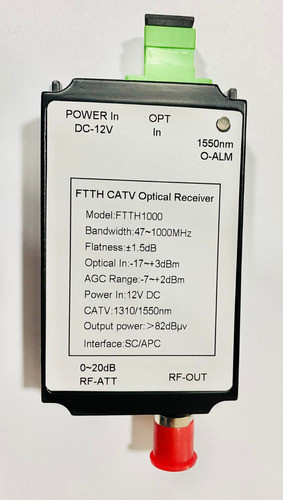 POWER In OPT
DC-12V In
1550nm
O-ALM
FTTH CATV Optical Receiver
Model:FTTH1000
Bandwidth:47~1000MHz
Flatness:±1.5dB
Optical In:-17~+3dBm
AGC Range:-7~+2dBm
Power In:12V DC
CATV:1310/1550nm
Output power:>82dBμv
Interface:SC/APC
0~20dB
RF-ATT RF-OUT